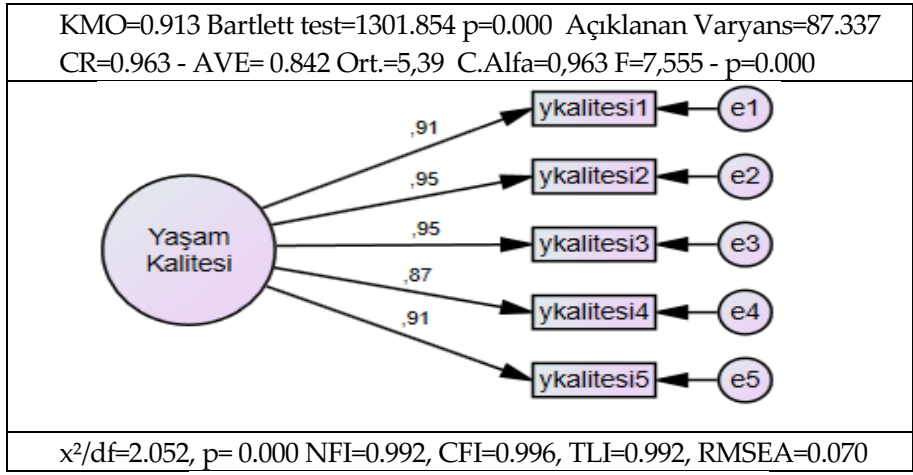 KMO=0.913 Bartlett test=1301.854 p=0.000 Açıklanan Varyans=87.337
CR=0.963 - AVE= 0.842 Ort.=5,39 C.Alfa=0,963 F=7,555 - p=0.000
,91
ykalitesi1
e1
,95
ykalitesi2
e2
Yaşam
Kalitesi
,95
ykalitesi3
e3
,87
ykalitesi4
e4
,91
ykalitesi5
e5
x²/df=2.052, p= 0.000 NFI=0.992, CFI=0.996, TLI=0.992, RMSEA=0.070